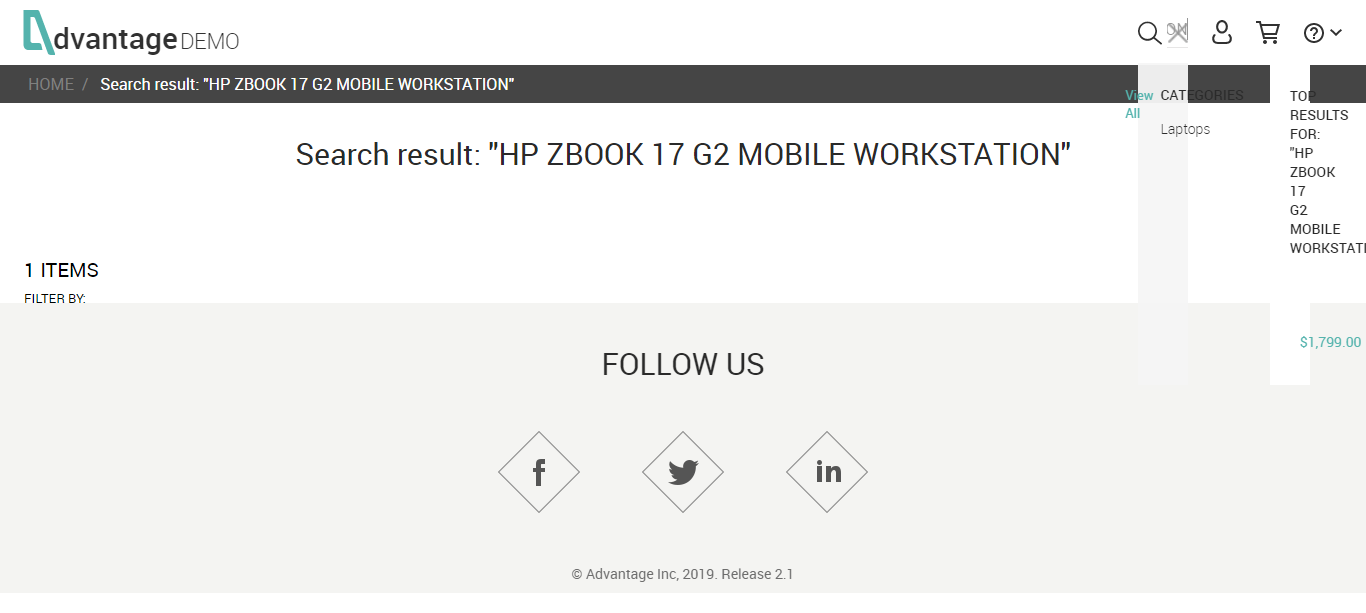 dvantage DEMO
HOME / Search result: "HP ZBOOK 17 G2 MOBILE WORKSTATION"
View All
CATEGORIES
Laptops
TOP
RESULTS
FOR:
"HP
ZBOOK
17
G2
MOBILE
Search result: "HP ZBOOK 17 G2 MOBILE WORKSTATION"
1 ITEMS
FILTER BY:
$1,799.00
FOLLOW US
f
in
© Advantage Inc, 2019. Release 2.1